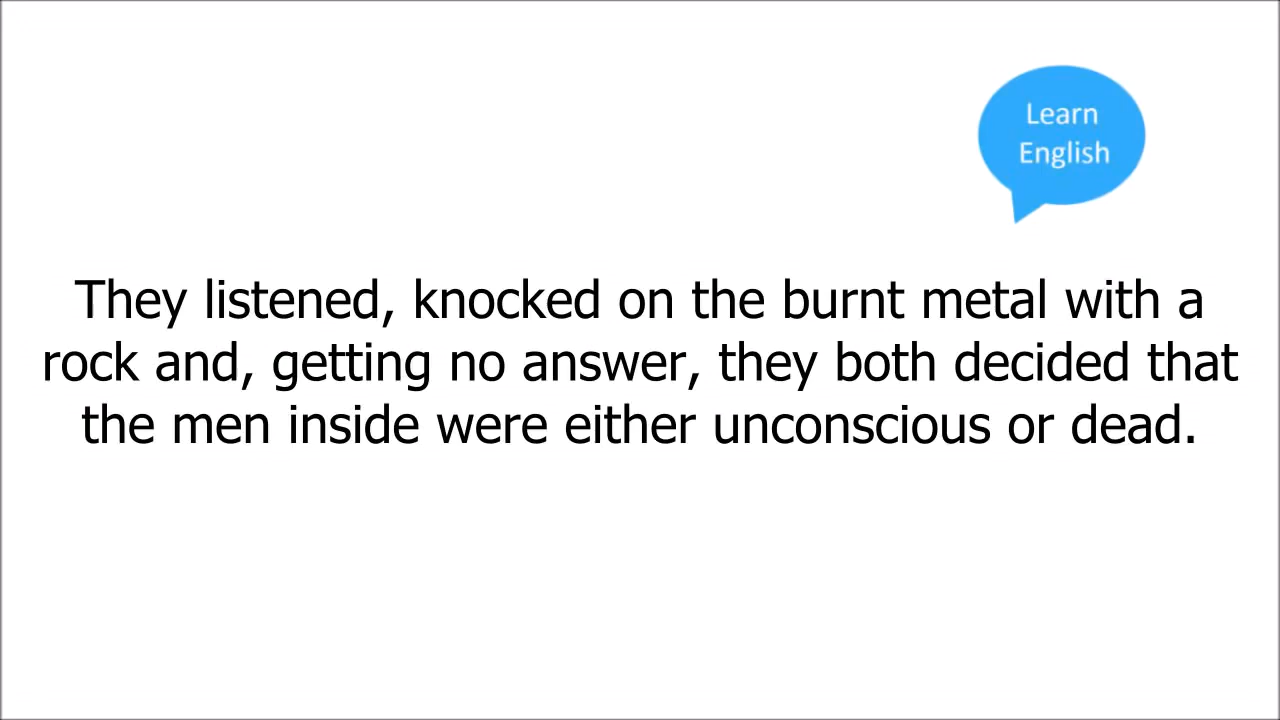 Learn
English
They listened, knocked on the burnt metal with a
rock and, getting no answer, they both decided that
the men inside were either unconscious or dead.